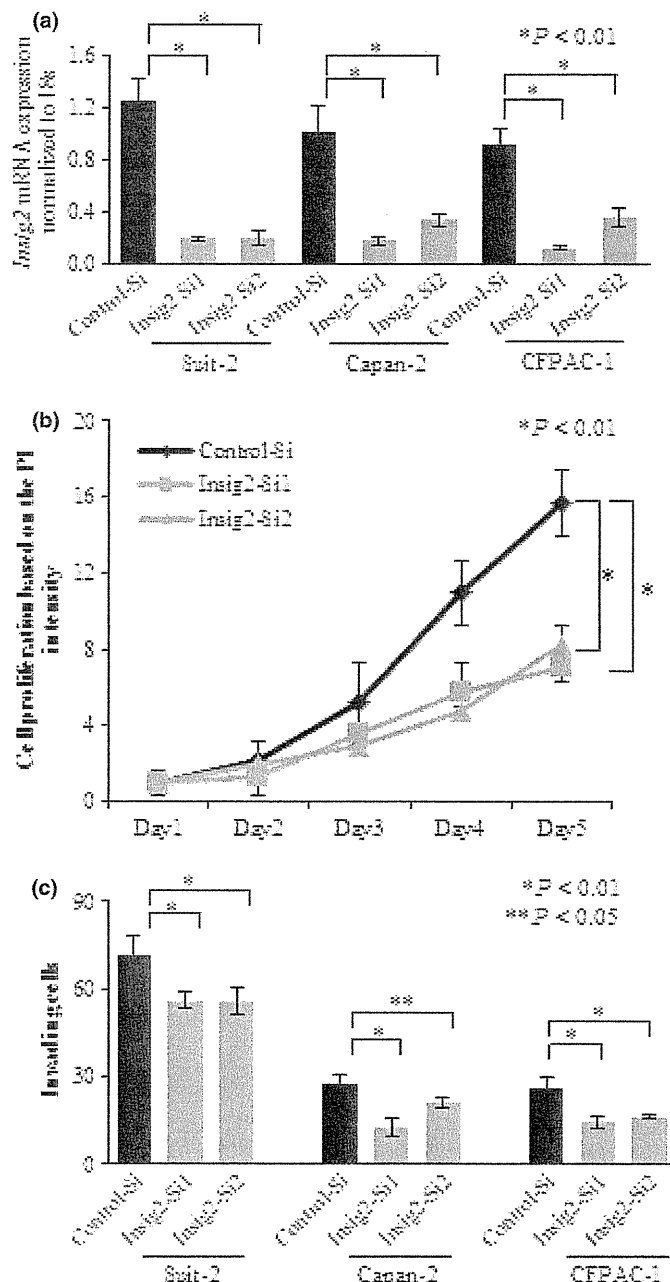 (a)
*P < 0.01
Insig2 mRNA expression
normalized to 18s
1.6
1.2
0.8
0.4
0.0
* * * * * *
Control-Si Insig2-Si1 Insig2-Si2 Control-Si Insig2-Si1 Insig2-Si2 Control-Si Insig2-Si1 Insig2-Si2
Suit-2 Capan-2 CFPAC-1
(b)
*P < 0.01
Cell proliferation based on the PI
intensity
20
16
12
8
4
0
Control-Si
Insig2-Si1
Insig2-Si2
* *
Day1 Day2 Day3 Day4 Day5
(c)
*P < 0.01
**P < 0.05
Invading cells
90
60
30
0
* * * ** * *
Control-Si Insig2-Si1 Insig2-Si2 Control-Si Insig2-Si1 Insig2-Si2 Control-Si Insig2-Si1 Insig2-Si2
Suit-2 Capan-2 CFPAC-1